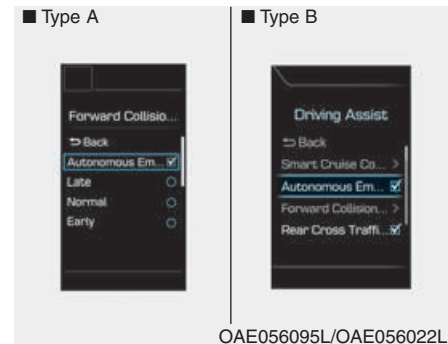 ■ Type A
■ Type B
Forward Collisio...
Back
Autonomous Em...
Late
Normal
Early
Driving Assist
Back
Smart Cruise Co...
Autonomous Em...
Forward Collision...
Rear Cross Traffi...
OAE056095L/OAE056022L